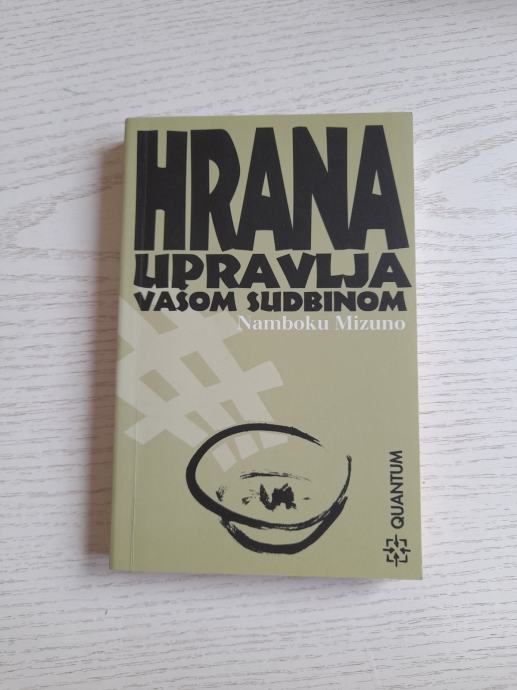 HRANA
UPRAVLJA
VAŠOM SUDBINOM
Namboku Mizuno
QUANTUM